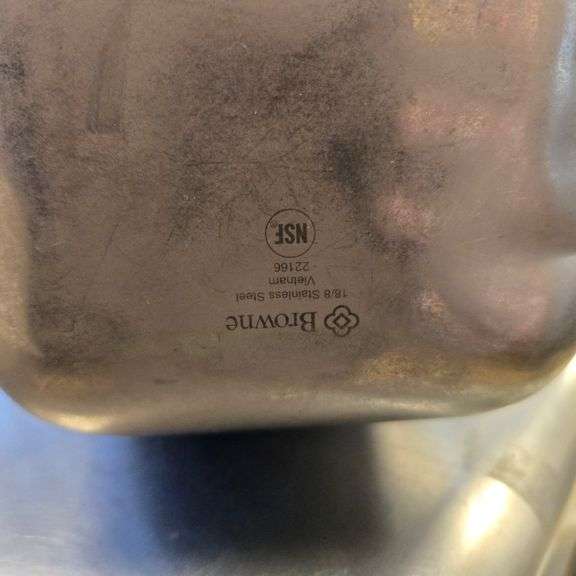 Browne
18/8 Stainless Steel
Vietnam
22166
NSF